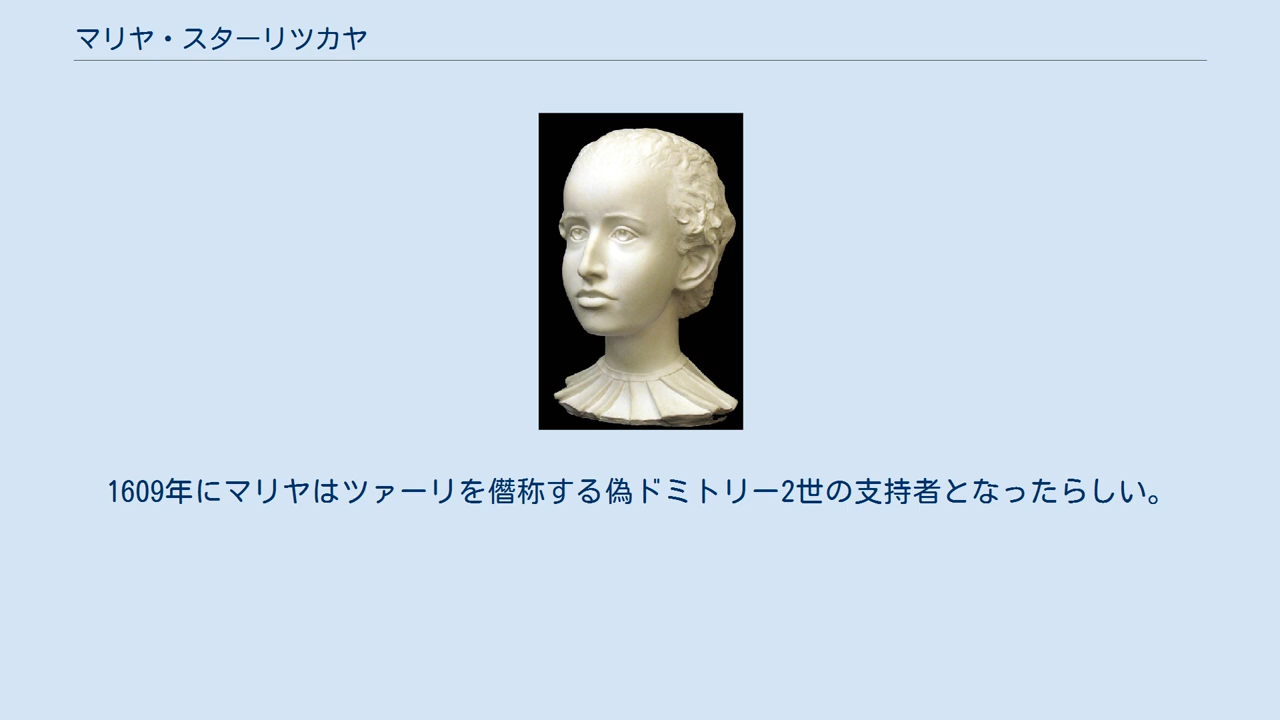 マリヤ・スターリツカヤ
1609年にマリヤはツァーリを僭称する偽ドミトリー2世の支持者となったらしい。